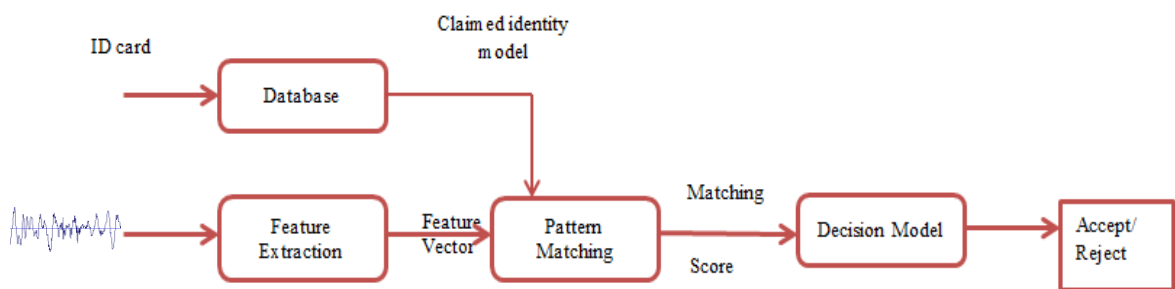 ID card
Claimed identity
model
Database
Feature
Extraction
Feature
Vector
Pattern
Matching
Matching
Score
Decision Model
Accept/
Reject